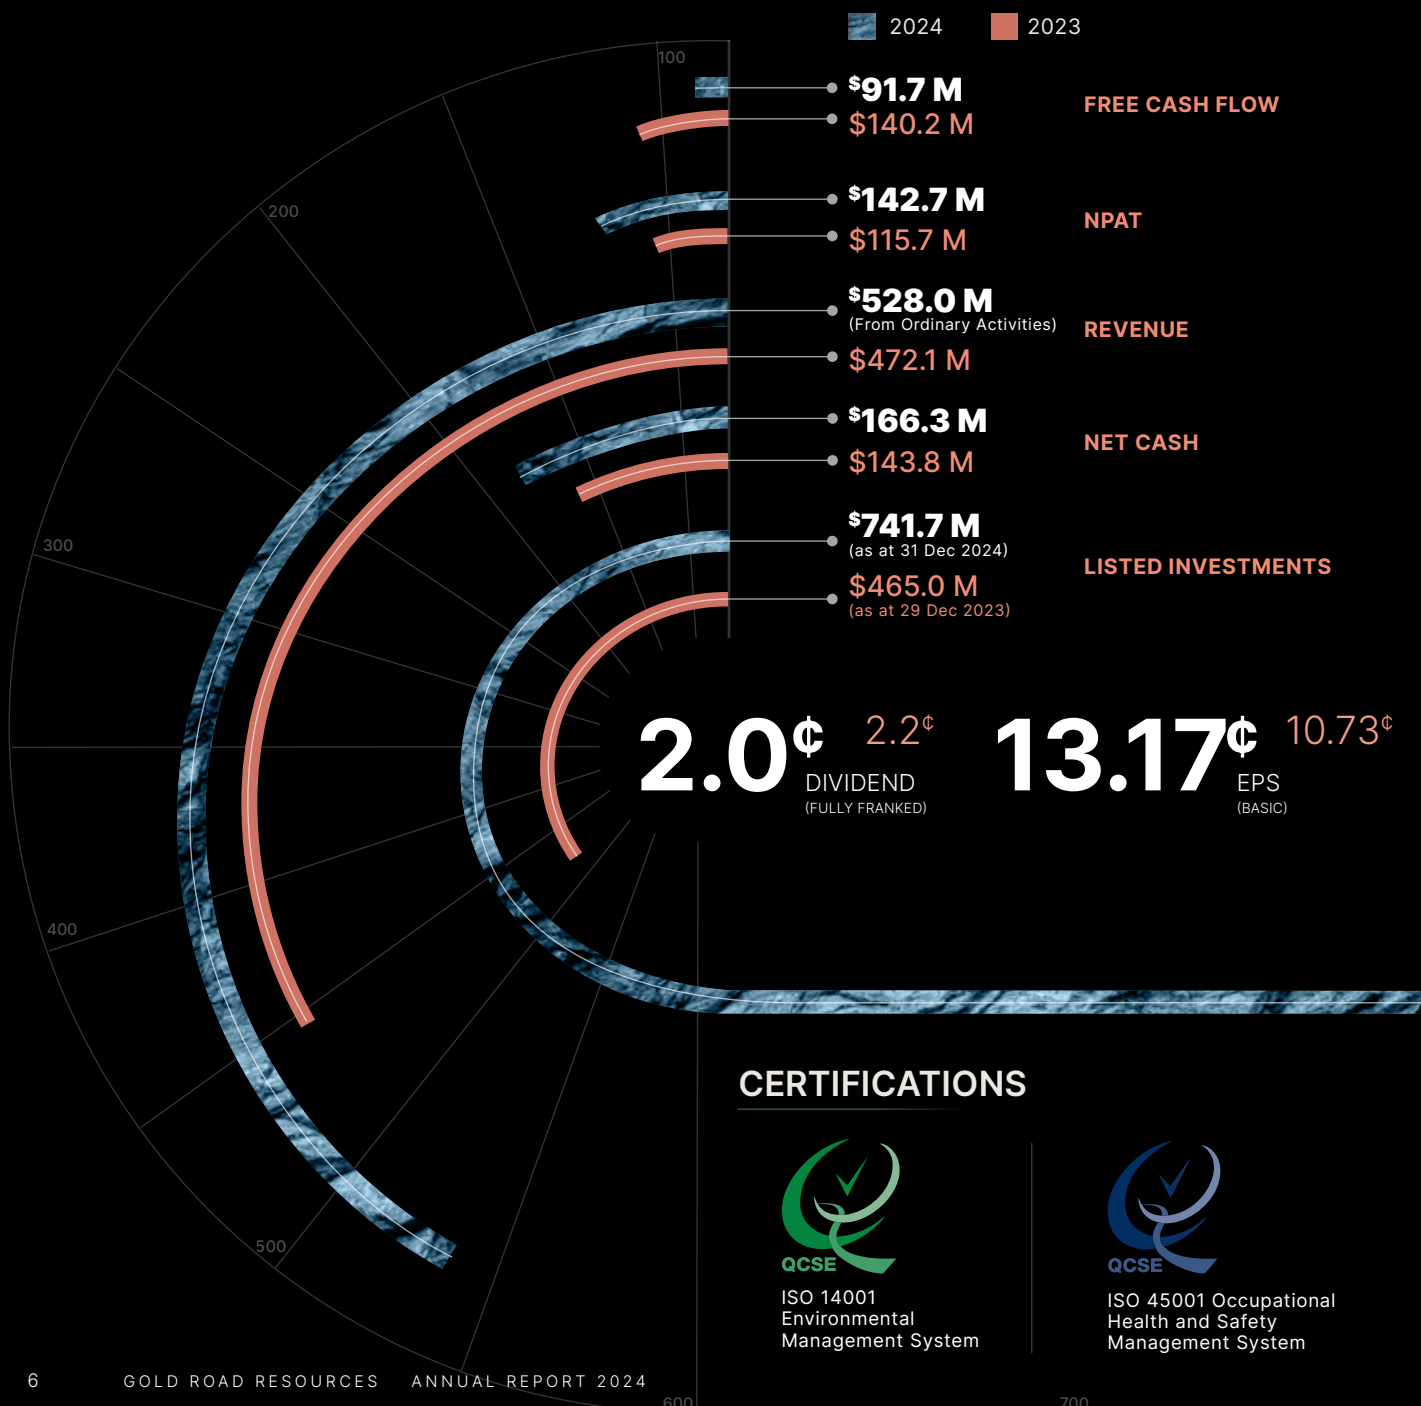 2024
2023
100
$91.7 M
$140.2 M
FREE CASH FLOW
200
$142.7 M
$115.7 M
NPAT
$528.0 M
(From Ordinary Activities)
$472.1 M
REVENUE
$166.3 M
$143.8 M
NET CASH
300
$741.7 M
(as at 31 Dec 2024)
$465.0 M
(as at 29 Dec 2023)
LISTED INVESTMENTS
2.0¢ 2.2¢
DIVIDEND
(FULLY FRANKED)
13.17¢ 10.73¢
EPS
(BASIC)
400
500
CERTIFICATIONS
QCSE
ISO 14001
Environmental
Management System
QCSE
ISO 45001 Occupational
Health and Safety
Management System
6 GOLD ROAD RESOURCES ANNUAL REPORT 2024
600
700